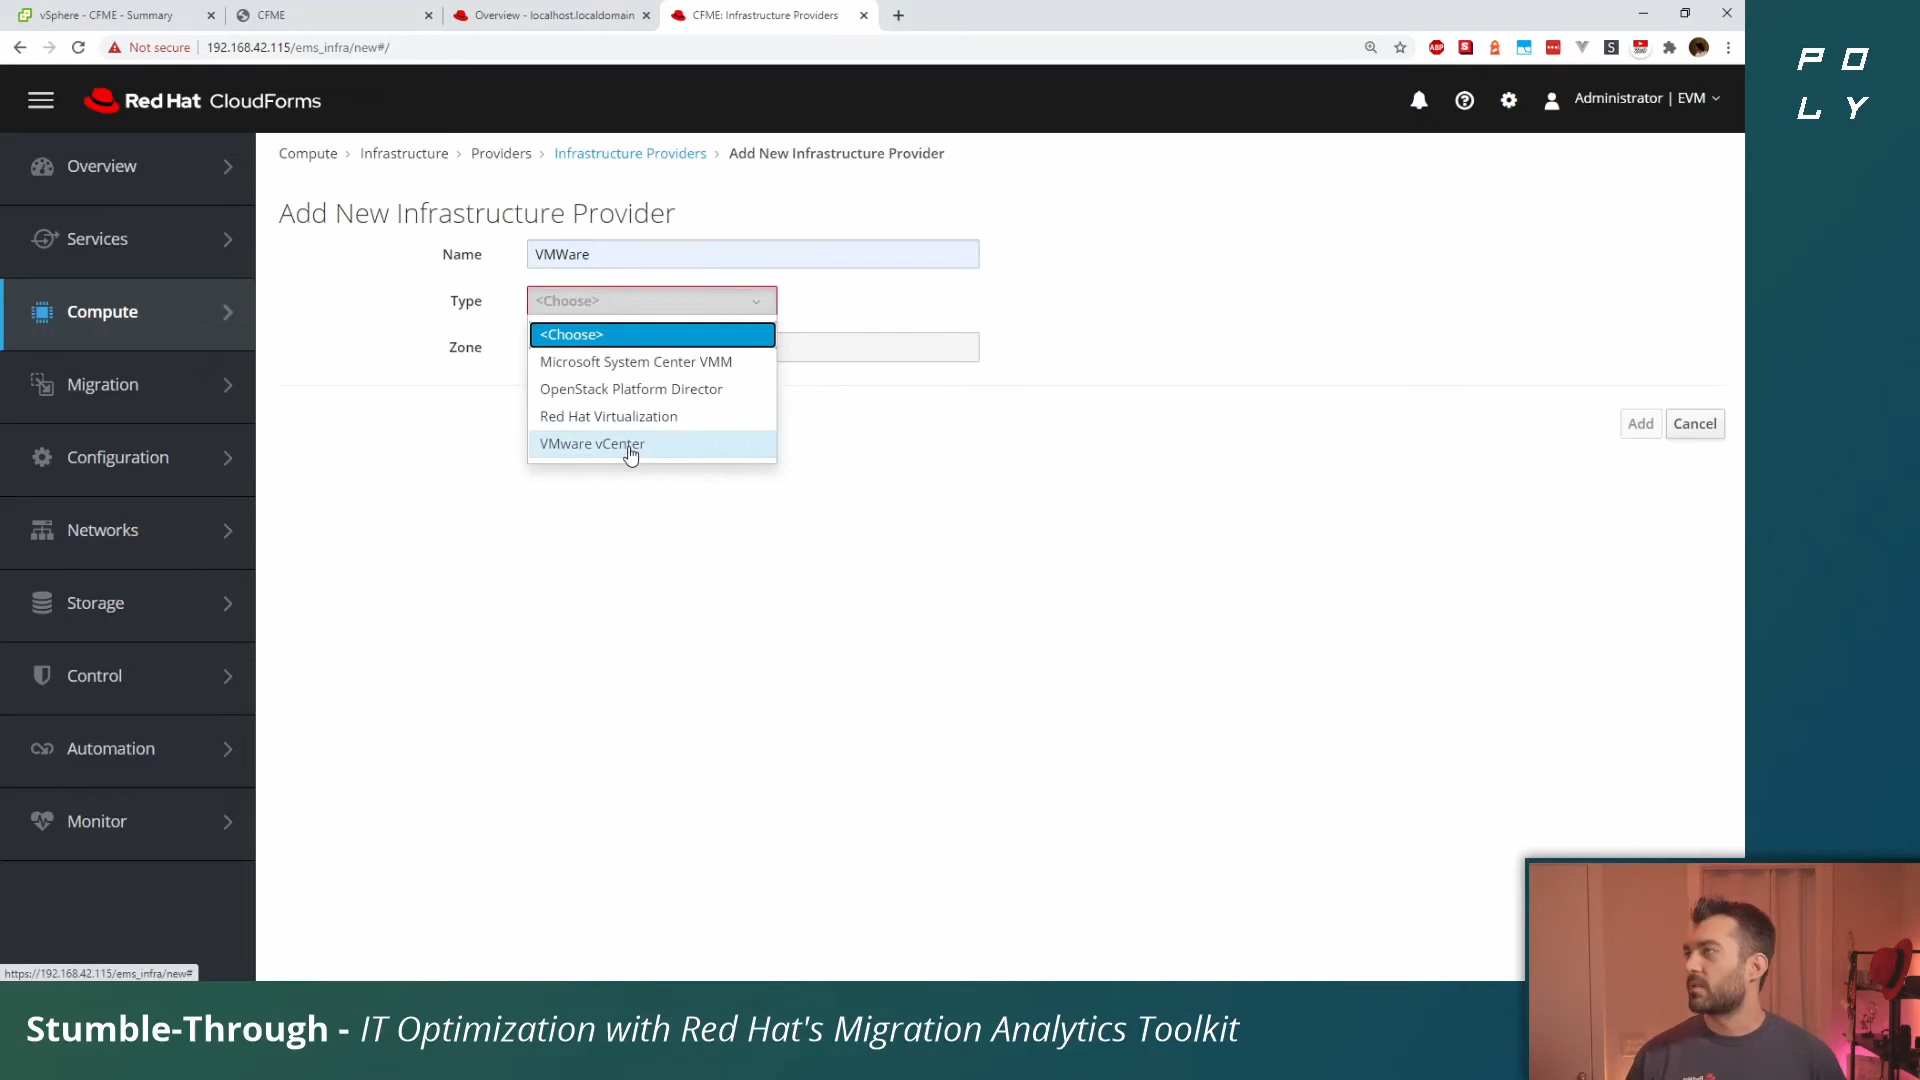 vSphere - CFME - Summary
CFME
Overview - localhost.localdomain
CFME: Infrastructure Providers
Not secure
192.168.42.115/ems_infra/new#/
ABP
S
S
Red Hat CloudForms
Administrator | EVM
PO
LY
Overview
Services
Compute
Migration
Configuration
Networks
Storage
Control
Automation
Monitor
Compute
Infrastructure
Providers
Infrastructure Providers
Add New Infrastructure Provider
Add New Infrastructure Provider
Name
VMWare
Type
<Choose>
<Choose>
Microsoft System Center VMM
OpenStack Platform Director
Red Hat Virtualization
VMware vCenter
Zone
Add
Cancel
https://192.168.42.115/ems_infra/new#
Stumble-Through - IT Optimization with Red Hat's Migration Analytics Toolkit